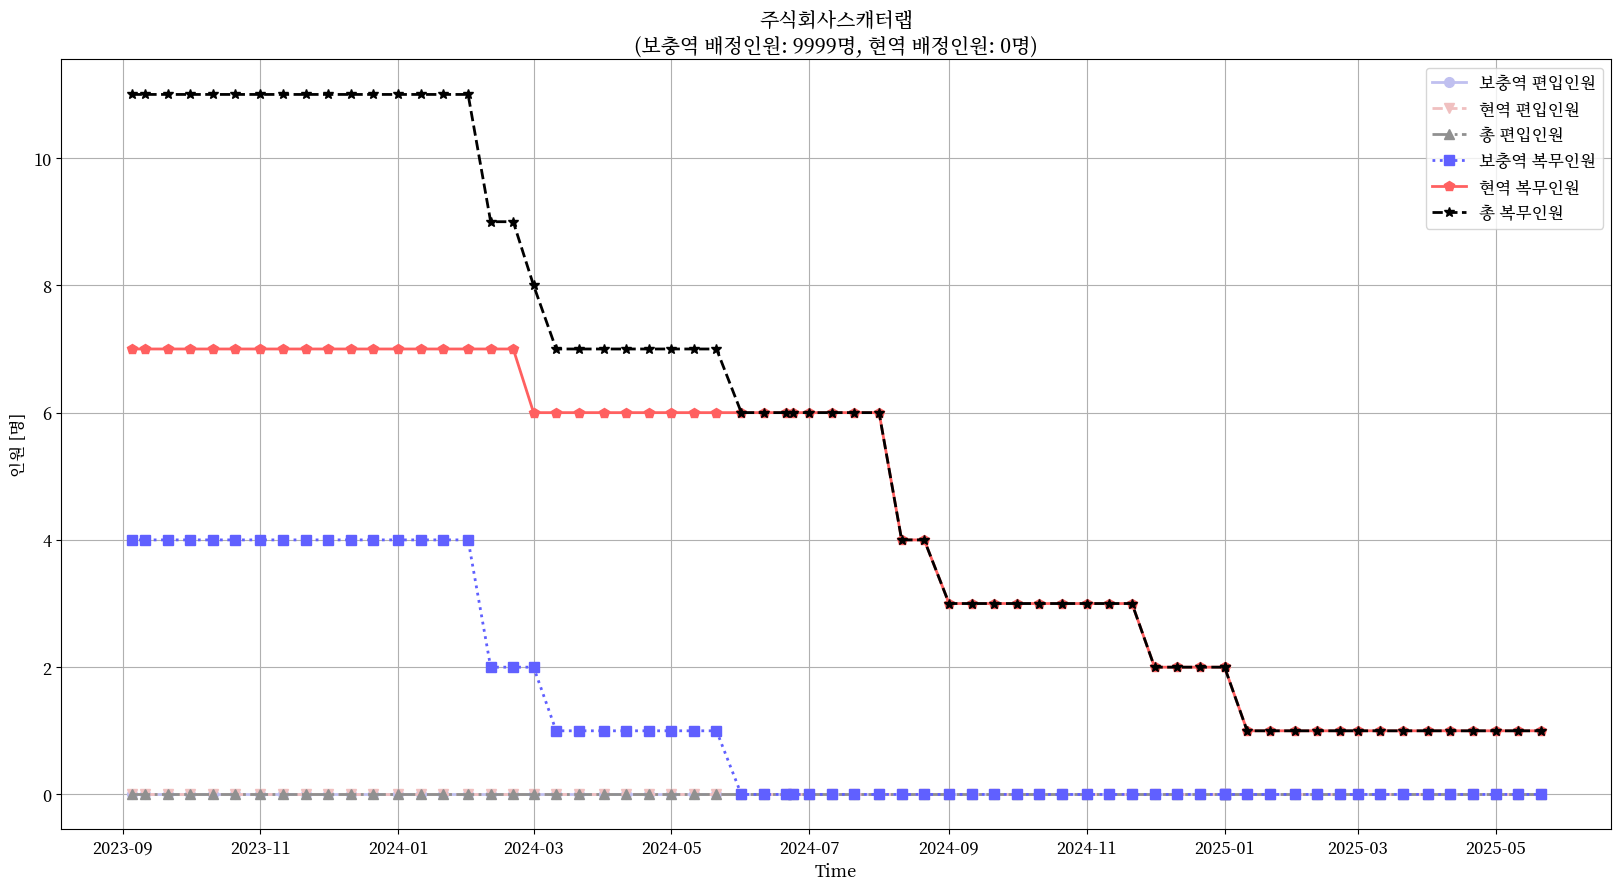 주식회사스캐터랩
(보충역 배정인원: 9999명, 현역 배정인원: 0명)
보충역 편입인원
현역 편입인원
총 편입인원
보충역 복무인원
현역 복무인원
총 복무인원
인원 [명]
10
8
6
4
2
0
2023-09
2023-11
2024-01
2024-03
2024-05
2024-07
2024-09
2024-11
2025-01
2025-03
2025-05
Time